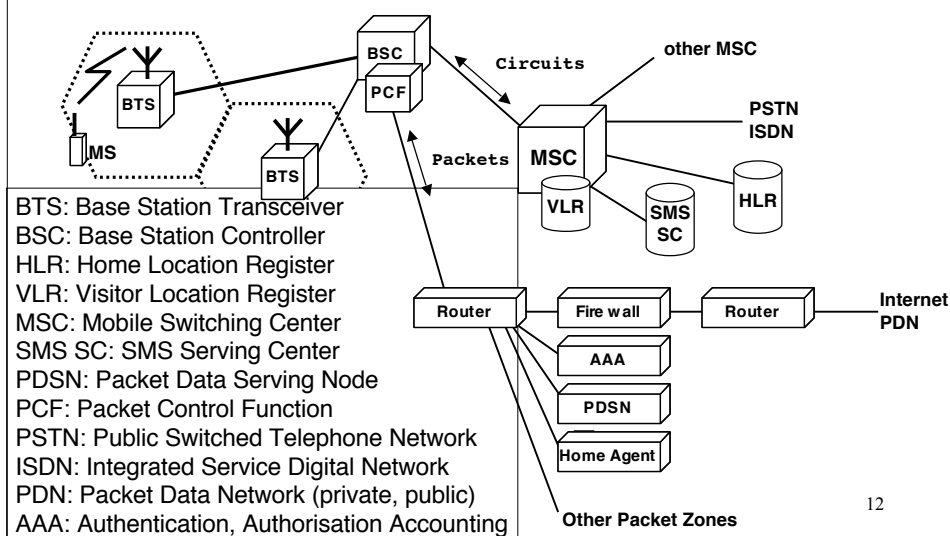 BSC
PCF
BTS
MS
BTS
Circuits
Packets
other MSC
PSTN
ISDN
MSC
VLR
SMS
SC
HLR
BTS: Base Station Transceiver
BSC: Base Station Controller
HLR: Home Location Register
VLR: Visitor Location Register
MSC: Mobile Switching Center
SMS SC: SMS Serving Center
PDSN: Packet Data Serving Node
PCF: Packet Control Function
PSTN: Public Switched Telephone Network
ISDN: Integrated Service Digital Network
PDN: Packet Data Network (private, public)
AAA: Authentication, Authorisation Accounting
Router
Fire wall
Router
Internet
PDN
AAA
PDSN
Home Agent
Other Packet Zones
12